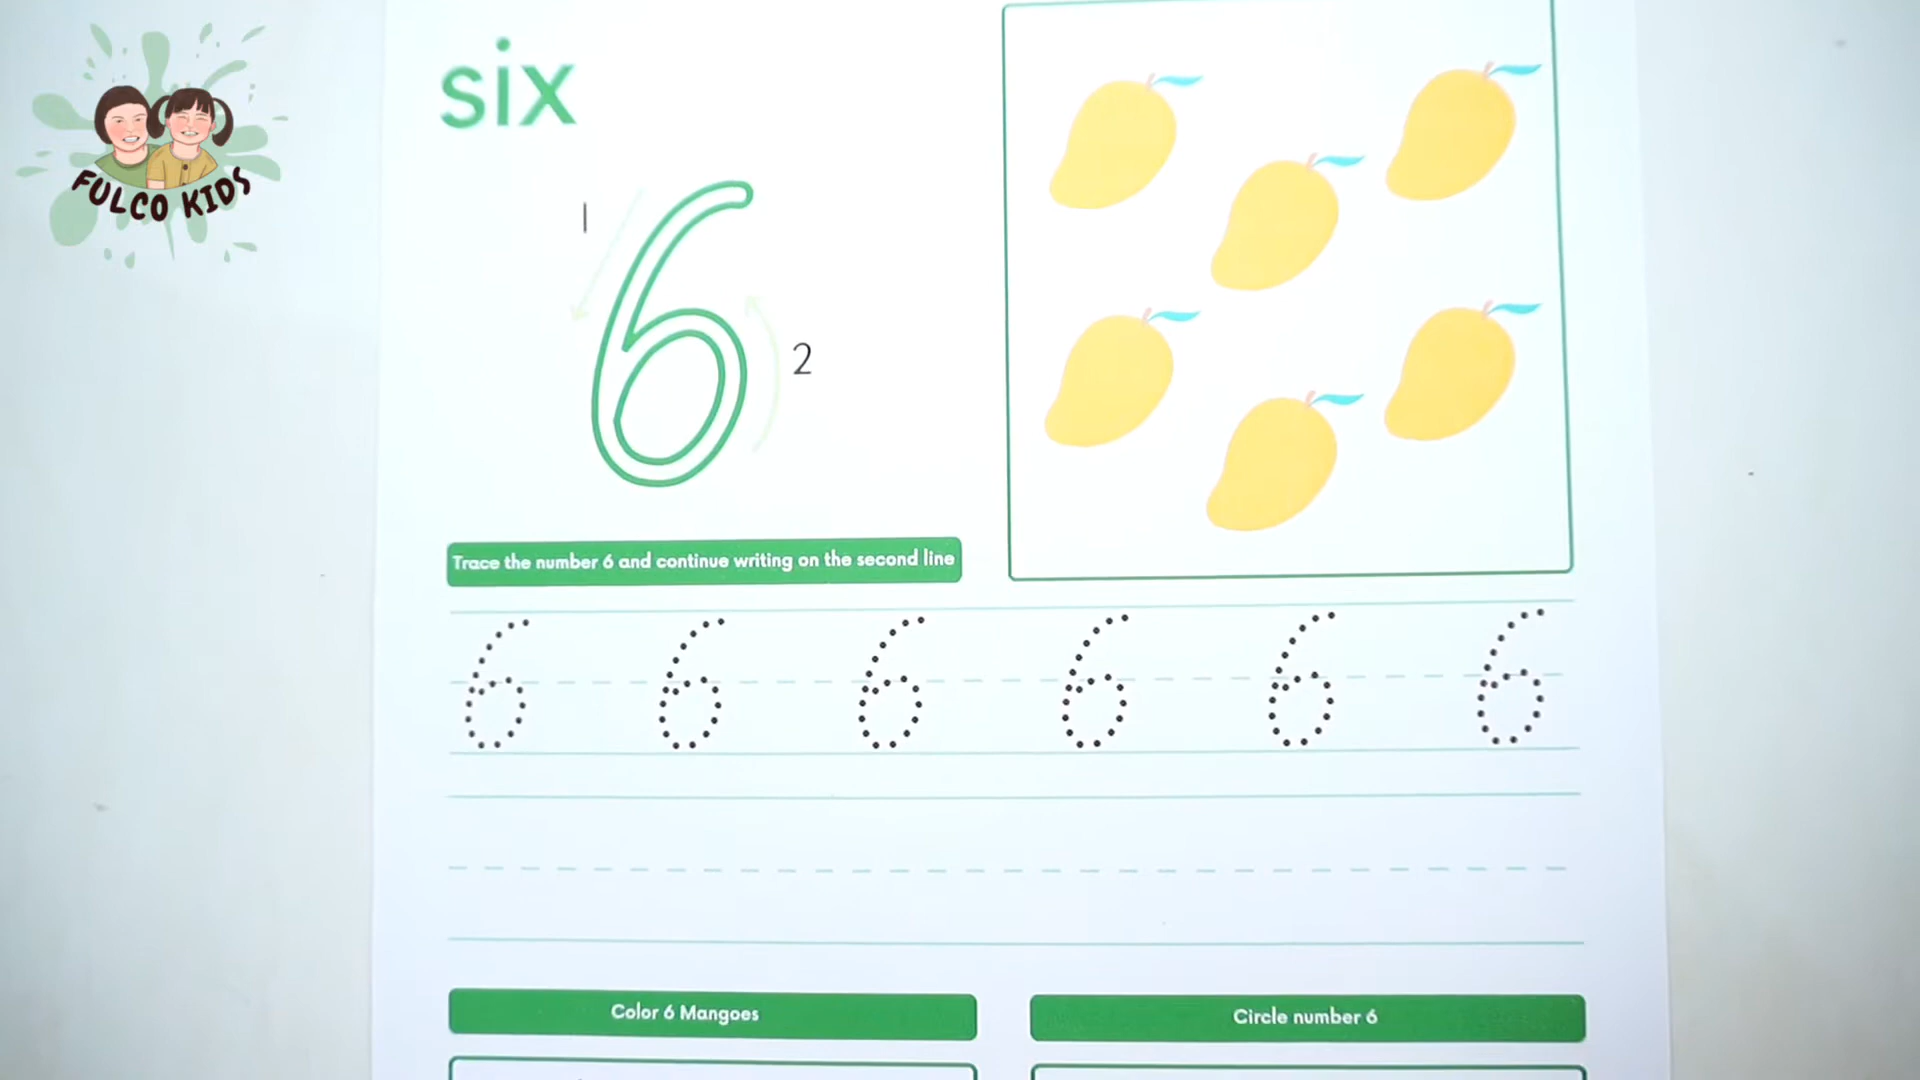 FULCO KIDS
six
1
6
2
Trace the number 6 and continue writing on the second line
6 6 6 6 6 6
Color 6 Mangoes
Circle number 6